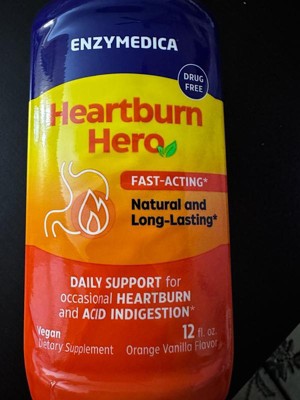 ENZYMEDICA
DRUG
FREE
Heartburn
Hero
FAST-ACTING*
Natural and
Long-Lasting*
DAILY SUPPORT for
occasional HEARTBURN
and ACID INDIGESTION*
Vegan
Dietary Supplement
12 fl. oz.
Orange Vanilla Flavor